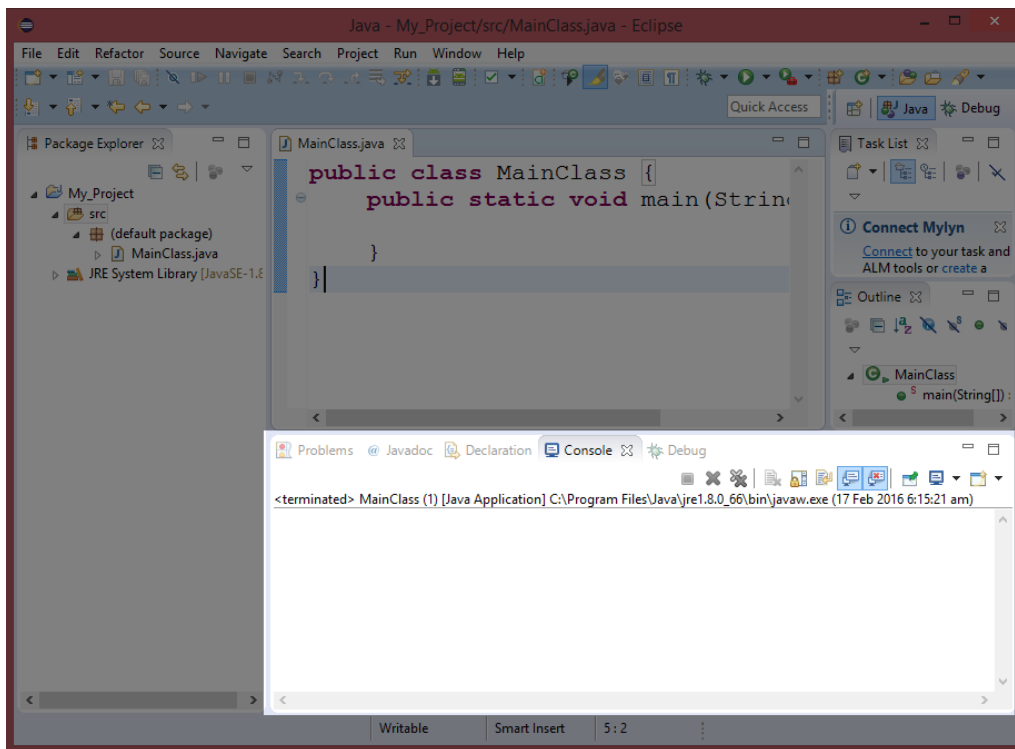 Java - My_Project/src/MainClass.java - Eclipse
File Edit Refactor Source Navigate Search Project Run Window Help
Quick Access Java Debug
Package Explorer
My_Project
src
(default package)
MainClass.java
JRE System Library [JavaSE-1.8
MainClass.java
public class MainClass {
public static void main(String
}
}
Task List
Connect Mylyn
Connect to your task and
ALM tools or create a
Outline
MainClass
main(String[]) :
Problems @ Javadoc Declaration Console Debug
<terminated> MainClass (1) [Java Application] C:\Program Files\Java\jre1.8.0_66\bin\javaw.exe (17 Feb 2016 6:15:21 am)
Writable Smart Insert 5 : 2